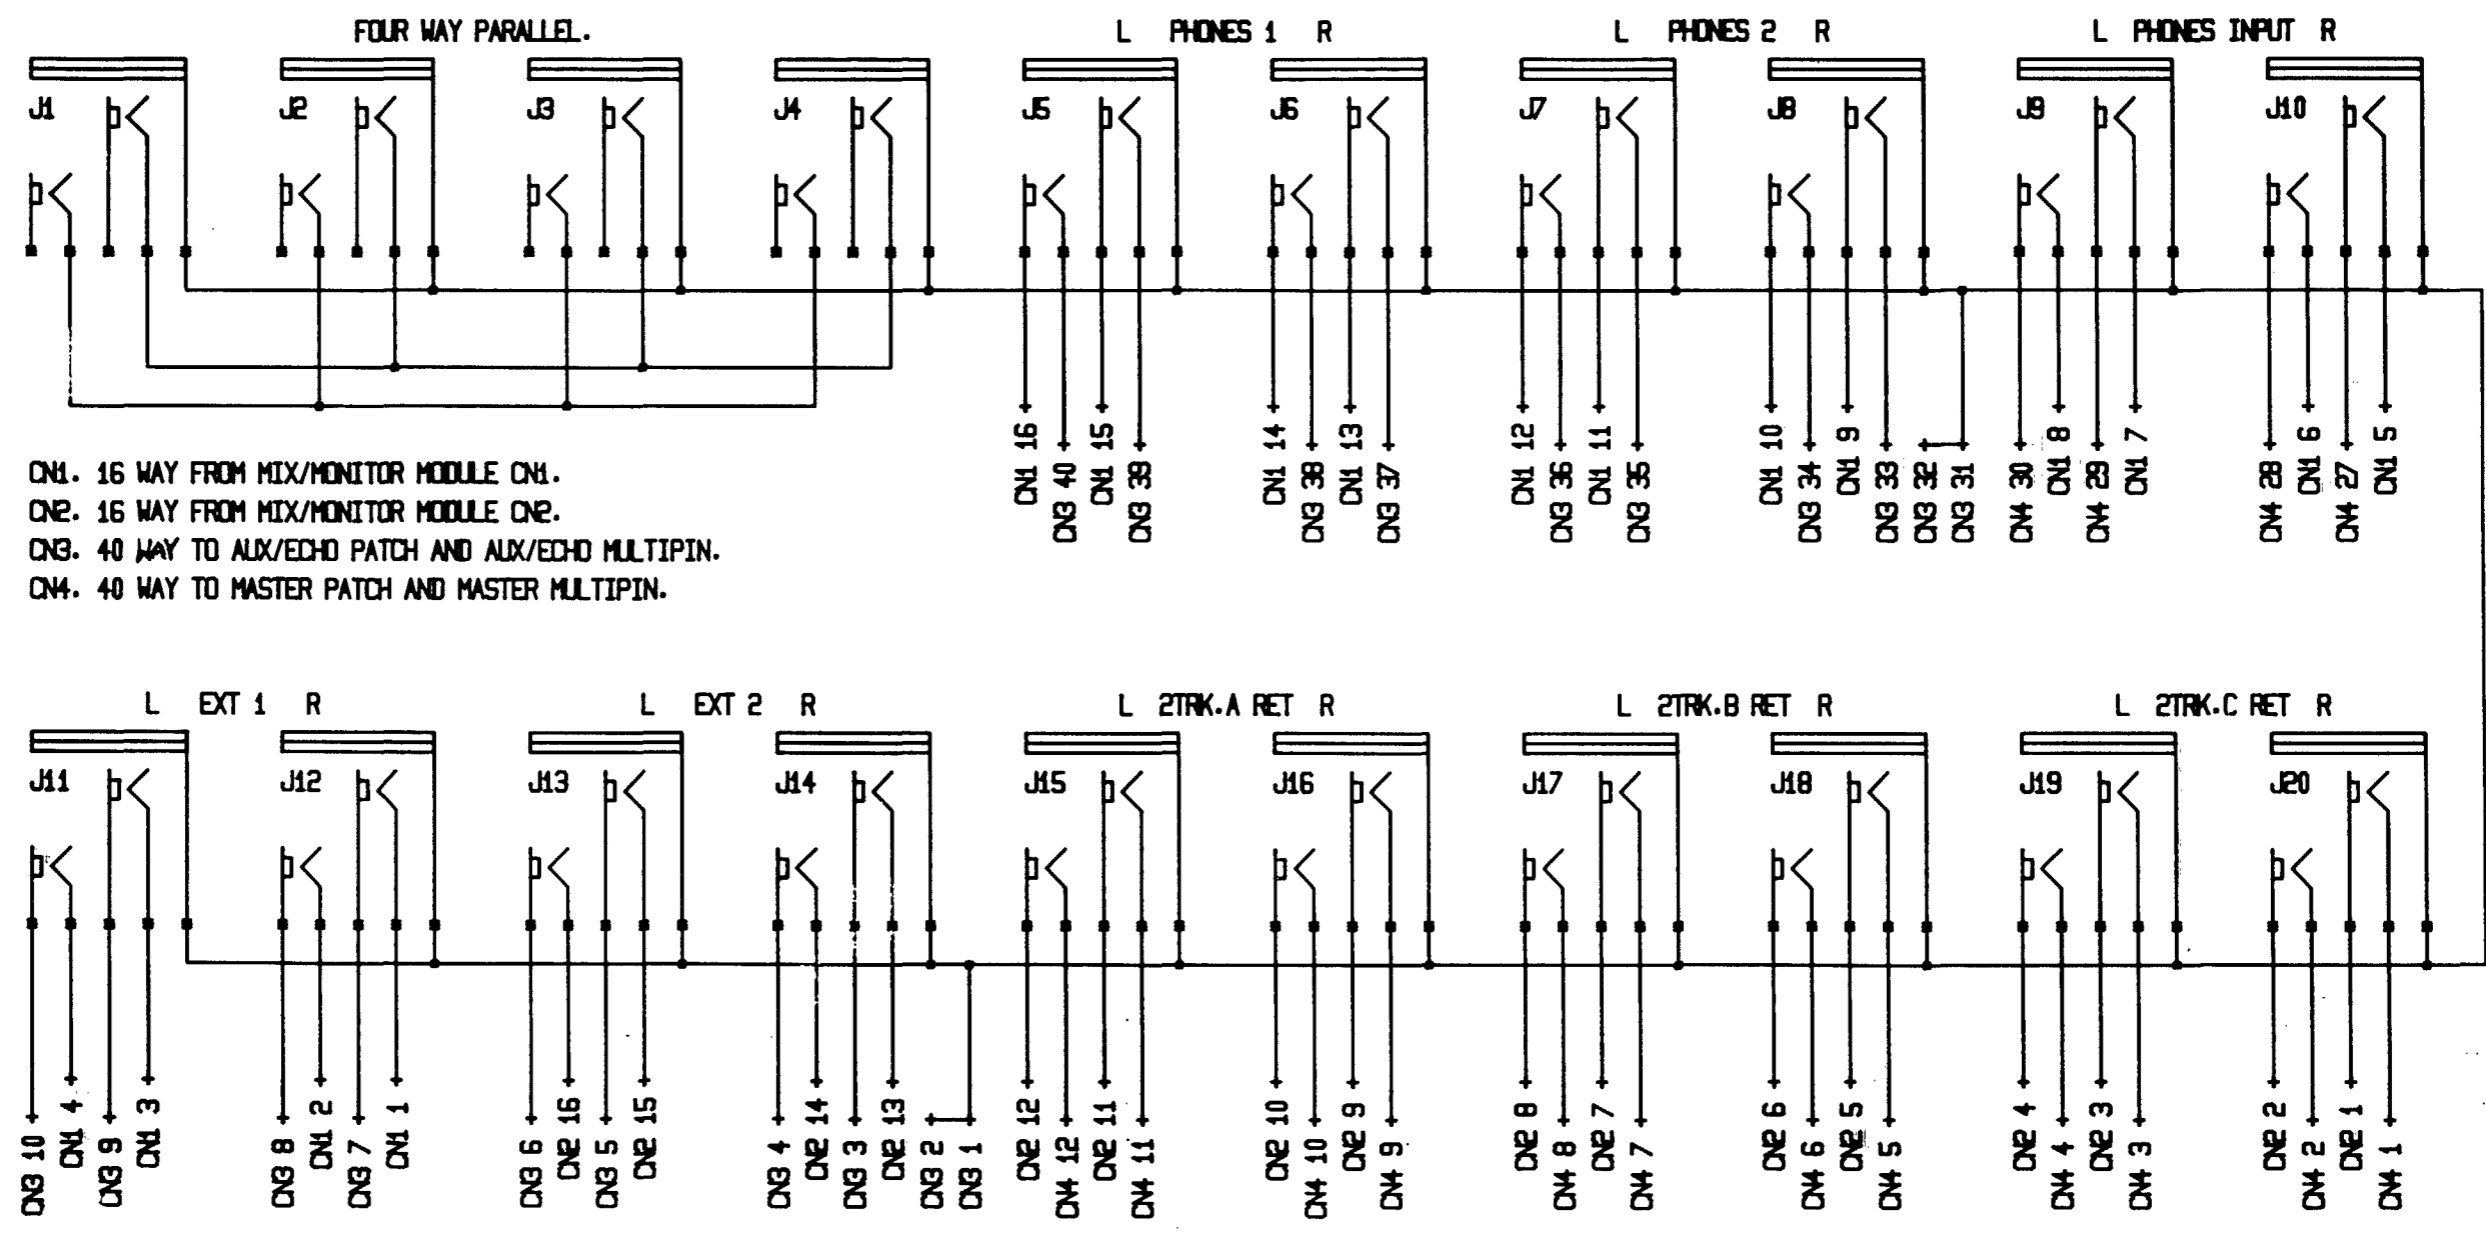 FOUR WAY PARALLEL.
L PHONES 1 R
L PHONES 2 R
L PHONES INPUT R
J1
J2
J3
J4
J5
J6
J7
J8
J9
J10
CN1 16
CN3 40
CN1 15
CN3 39
CN1 14
CN3 38
CN1 13
CN3 37
CN1 12
CN3 36
CN1 11
CN3 35
CN1 10
CN3 34
CN1 9
CN3 33
CN3 32
CN3 31
CN4 30
CN1 8
CN4 29
CN1 7
CN4 28
CN1 6
CN4 27
CN1 5
CN1. 16 WAY FROM MIX/MONITOR MODULE CN1.
CN2. 16 WAY FROM MIX/MONITOR MODULE CN2.
CN3. 40 WAY TO AUX/ECHO PATCH AND AUX/ECHO MULTIPIN.
CN4. 40 WAY TO MASTER PATCH AND MASTER MULTIPIN.
L EXT 1 R
L EXT 2 R
L 2TRK.A RET R
L 2TRK.B RET R
L 2TRK.C RET R
J11
J12
J13
J14
J15
J16
J17
J18
J19
J20
CN3 10
CN1 4
CN3 9
CN1 3
CN3 8
CN1 2
CN3 7
CN1 1
CN3 6
CN2 16
CN3 5
CN2 15
CN3 4
CN2 14
CN3 3
CN2 13
CN3 2
CN3 1
CN2 12
CN4 12
CN2 11
CN4 11
CN2 10
CN4 10
CN2 9
CN4 9
CN2 8
CN4 8
CN2 7
CN4 7
CN2 6
CN4 6
CN2 5
CN4 5
CN2 4
CN4 4
CN2 3
CN4 3
CN2 2
CN4 2
CN2 1
CN4 1